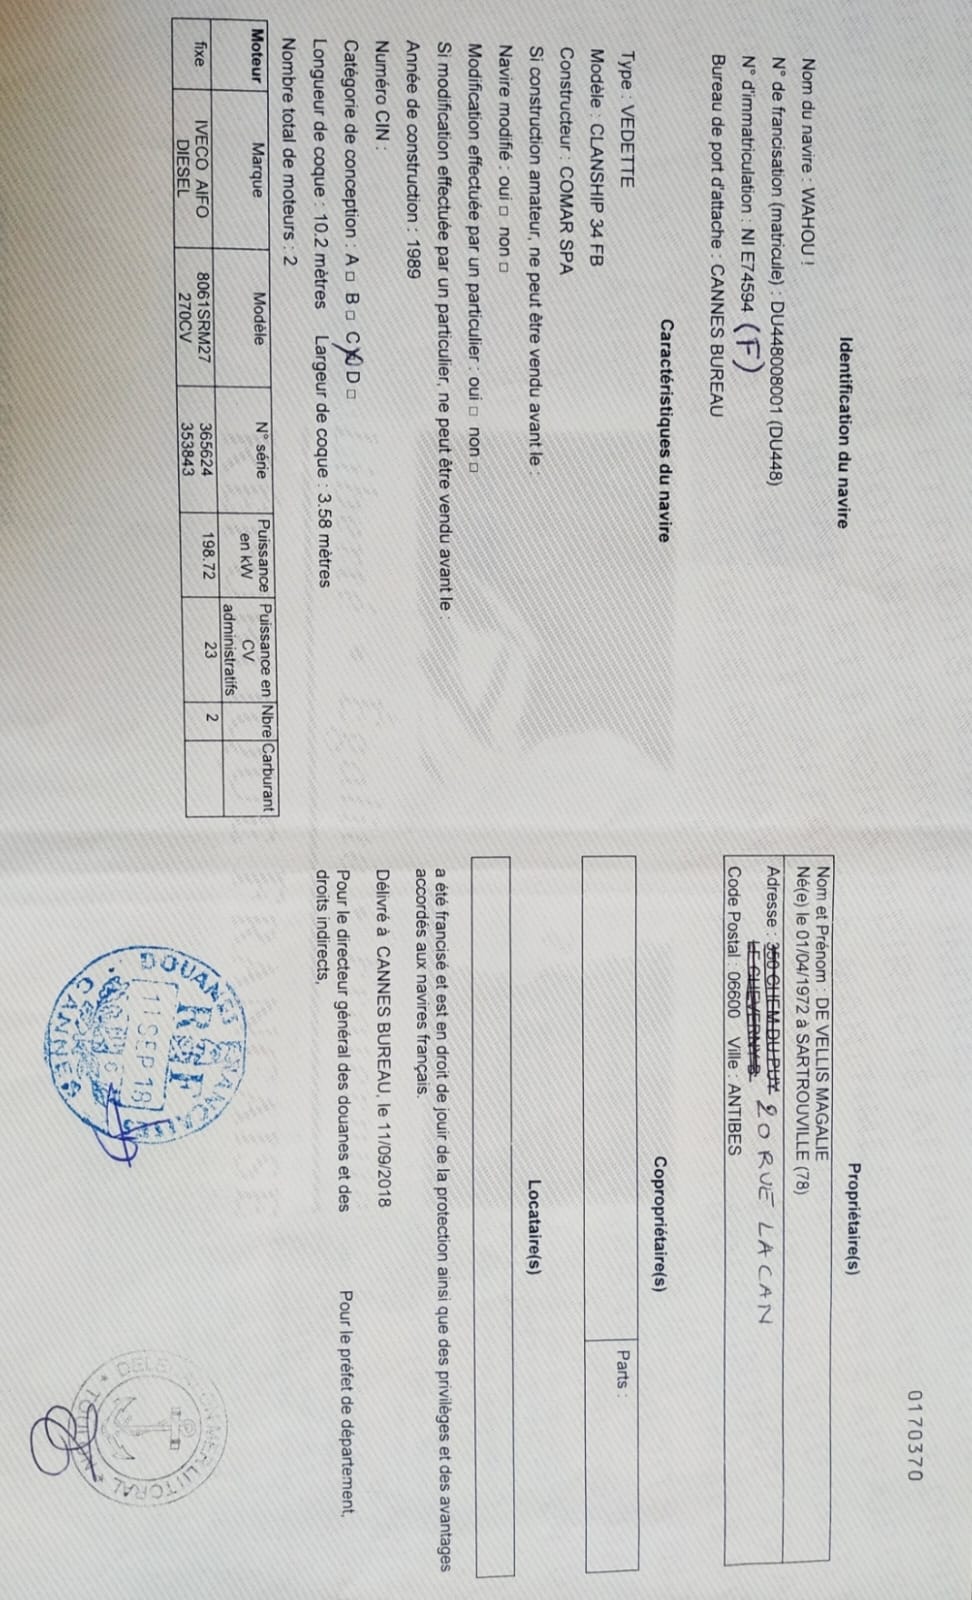 0170370
Identification du navire
Nom du navire : WAHOU !
N° de francisation (matricule) : DU448008001 (DU448)
N° d'immatriculation : NI E74594 (F)
Bureau de port d'attache : CANNES BUREAU
Caractéristiques du navire
Type : VEDETTE
Modèle : CLANSHIP 34 FB
Constructeur : COMAR SPA
Si construction amateur, ne peut être vendu avant le :
Navire modifié : oui □ non □
Modification effectuée par un particulier : oui □ non □
Si modification effectuée par un particulier, ne peut être vendu avant le :
Année de construction : 1989
Numéro CIN :
Catégorie de conception : A □ B □ C X D □
Longueur de coque : 10.2 mètres Largeur de coque : 3.58 mètres
Nombre total de moteurs : 2
Moteur Marque Modèle N° série Puissance en kW Puissance en CV administratifs Nbre Carburant
fixe IVECO AIFO DIESEL 8061SRM27 270CV 365624 353843 198.72 23 2
Propriétaire(s)
Nom et Prénom : DE VELLIS MAGALIE
Né(e) le 01/04/1972 à SARTROUVILLE (78)
Adresse : 350 CHEM DU PUY 20 RUE LACAN
LE CHEVERNY B
Code Postal : 06600 Ville : ANTIBES
Copropriétaire(s)
Parts :
Locataire(s)
a été francisé et est en droit de jouir de la protection ainsi que des privilèges et des avantages
accordés aux navires français.
Délivré à CANNES BUREAU, le 11/09/2018
Pour le directeur général des douanes et des
droits indirects,
Pour le préfet de département,
DOUANES FRANÇAISES
11 SEP 18
CANNES
MER LITTORAL